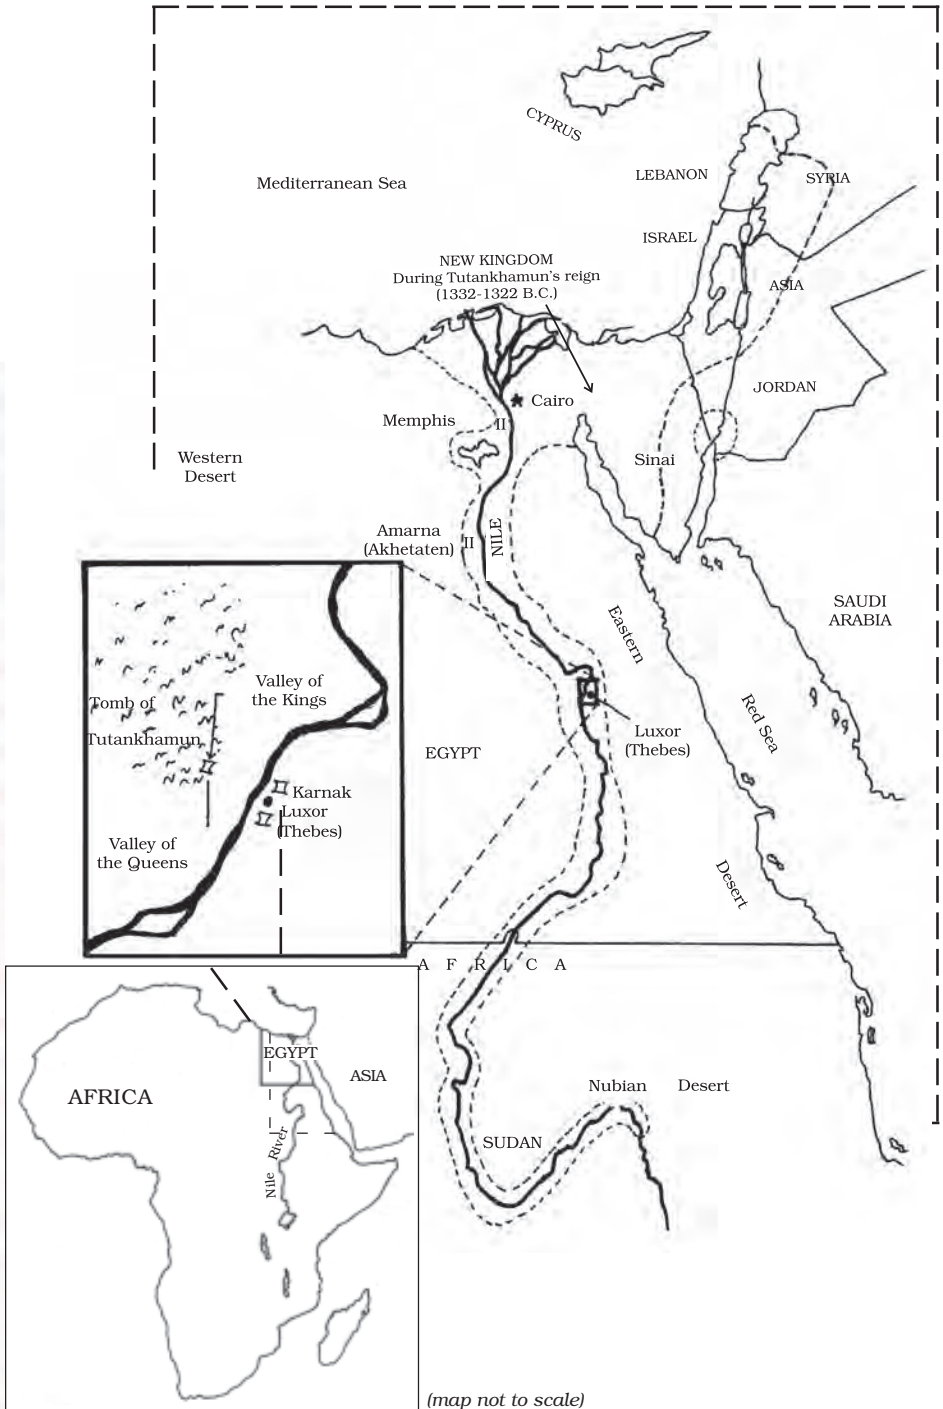 CYPRUS
Mediterranean Sea
LEBANON
SYRIA
ISRAEL
NEW KINGDOM
During Tutankhamun's reign
(1332-1322 B.C.)
ASIA
JORDAN
Cairo
Memphis
II
Western
Desert
Sinai
Amarna
(Akhetaten)
II
NILE
SAUDI
ARABIA
Eastern
Red Sea
Luxor
(Thebes)
EGYPT
Desert
Valley of
the Kings
Tomb of
Tutankhamun
Karnak
Luxor
(Thebes)
Valley of
the Queens
A F R I C A
Nubian Desert
SUDAN
EGYPT
ASIA
AFRICA
Nile River
(map not to scale)